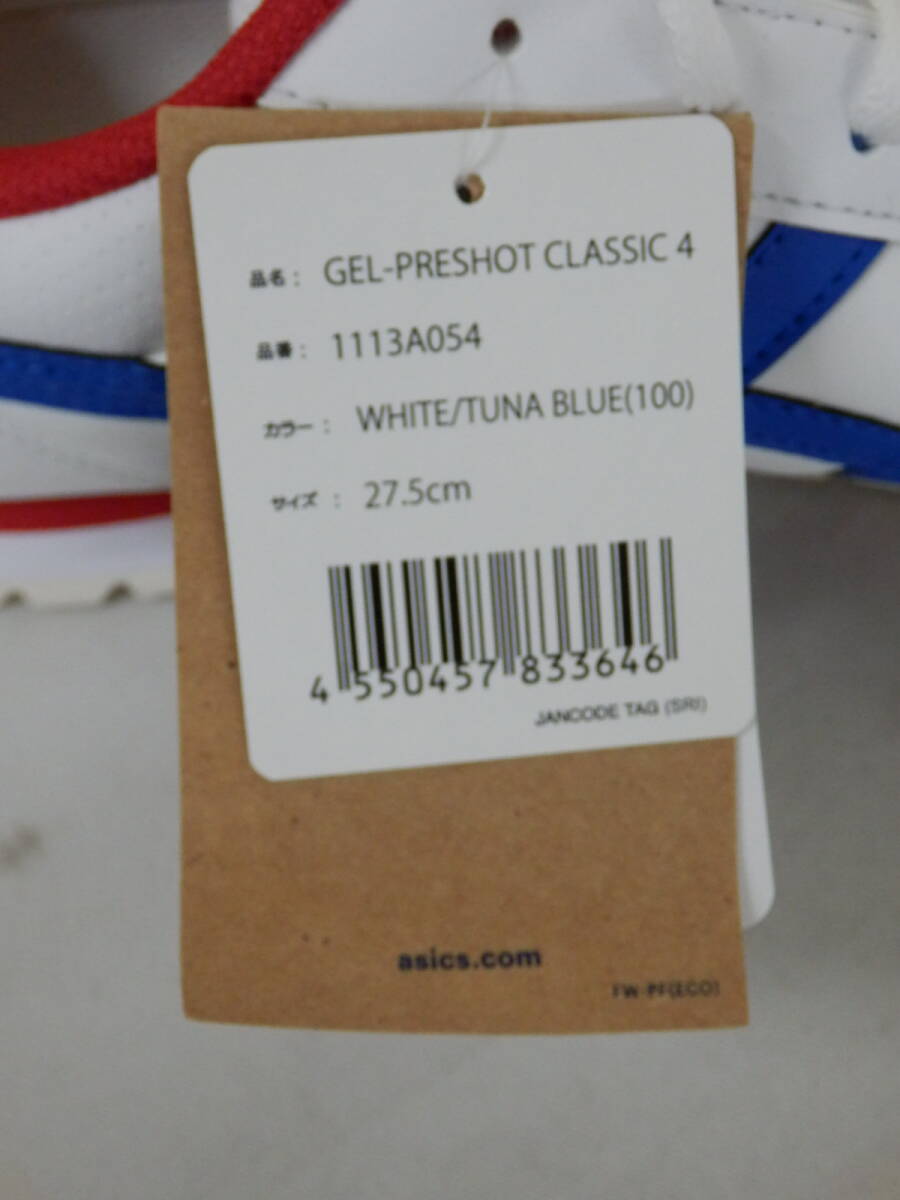 品名： GEL-PRESHOT CLASSIC 4
品番： 1113A054
カラー： WHITE/TUNA BLUE(100)
サイズ： 27.5cm
4 550457 833646
JANCODE TAG (SRI)
asics.com
FW-PF(ECO)